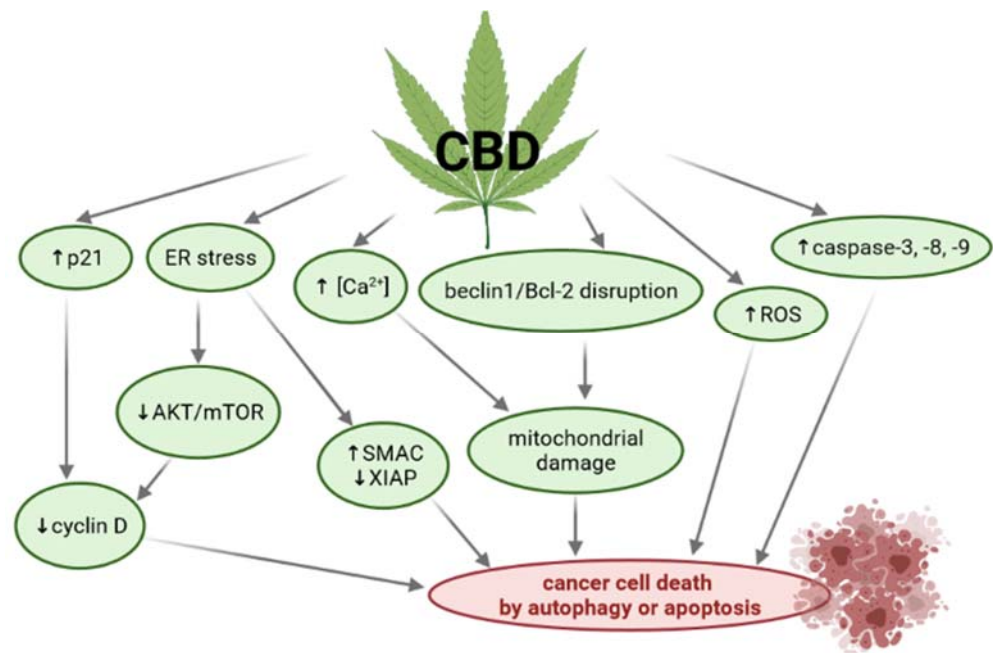 CBD
↑p21
ER stress
↑ [Ca²⁺]
beclin1/Bcl-2 disruption
↑ROS
↑caspase-3, -8, -9
↓AKT/mTOR
↑SMAC
↓XIAP
mitochondrial
damage
↓cyclin D
cancer cell death
by autophagy or apoptosis